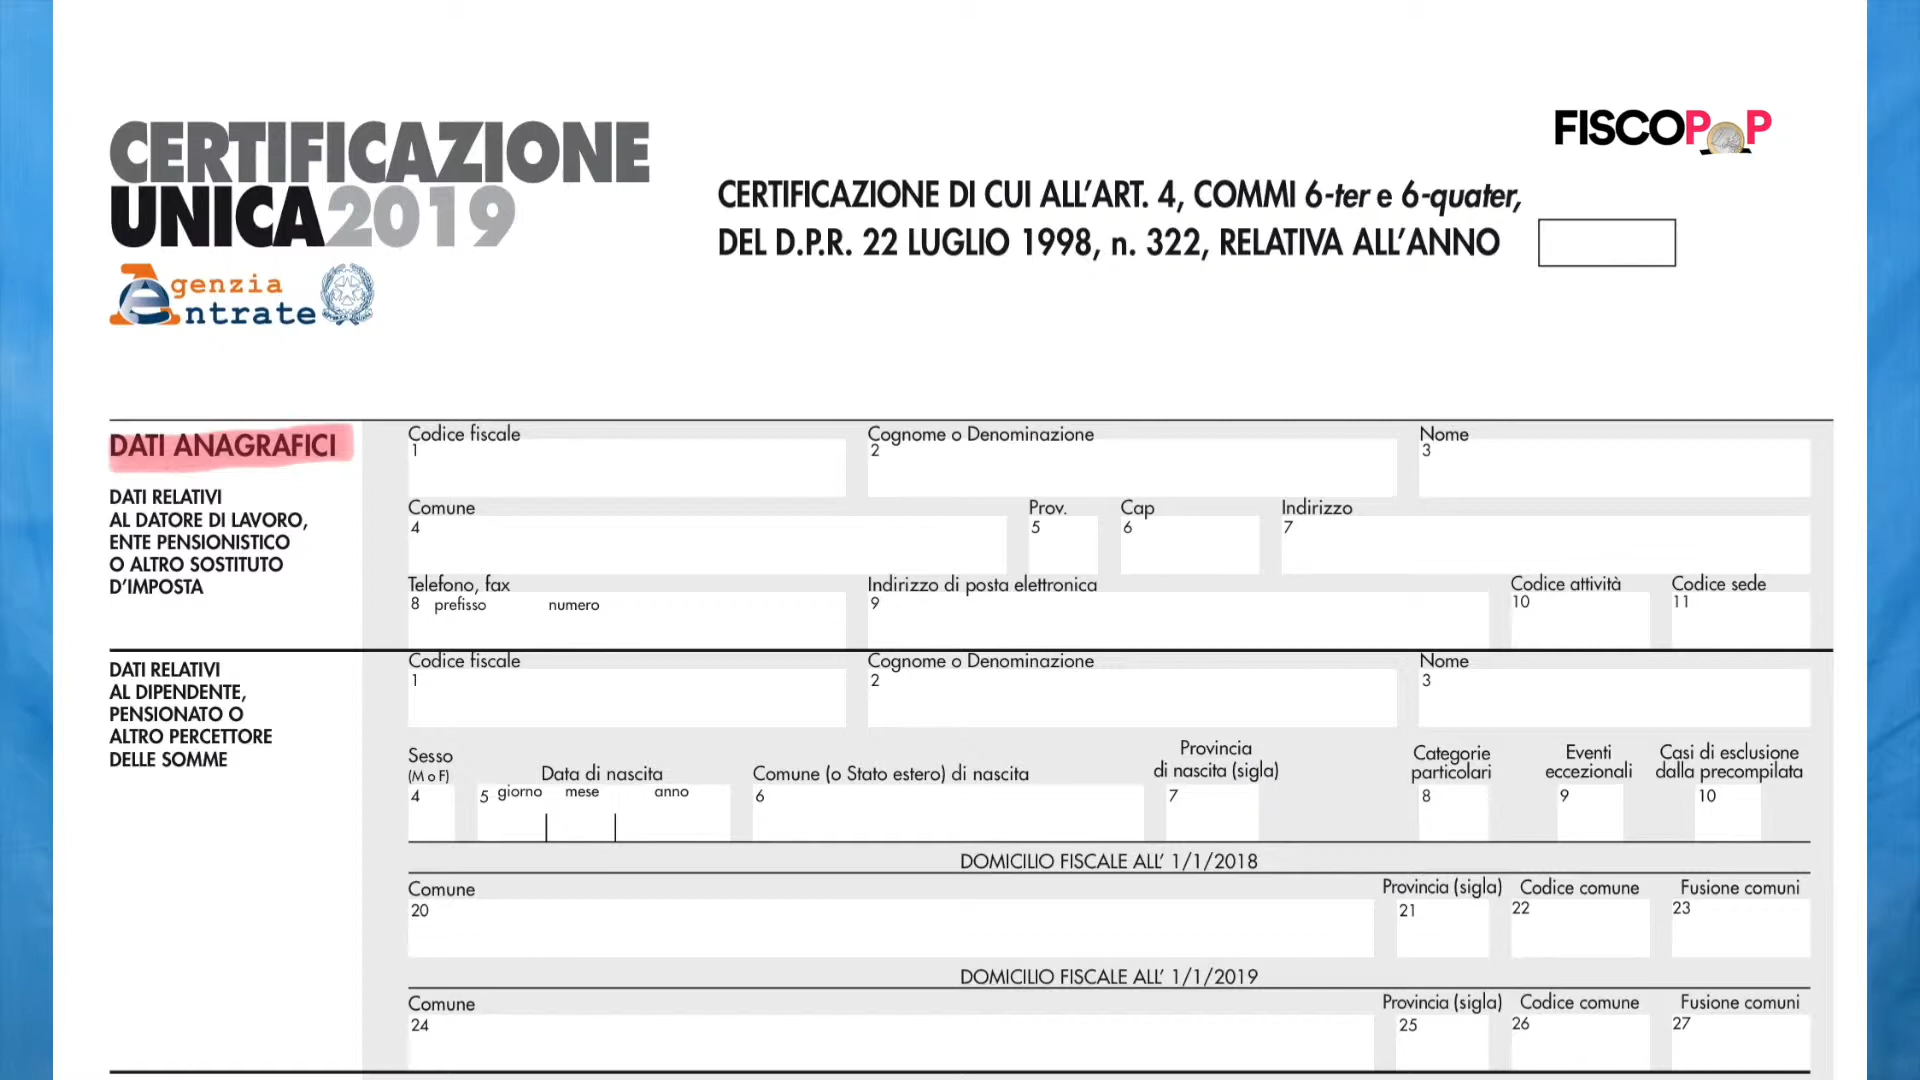 FISCOPOP
CERTIFICAZIONE
UNICA2019
CERTIFICAZIONE DI CUI ALL'ART. 4, COMMI 6-ter e 6-quater,
DEL D.P.R. 22 LUGLIO 1998, n. 322, RELATIVA ALL'ANNO
Agenzia
Entrate
DATI ANAGRAFICI
DATI RELATIVI
AL DATORE DI LAVORO,
ENTE PENSIONISTICO
O ALTRO SOSTITUTO
D'IMPOSTA
Codice fiscale Cognome o Denominazione Nome
1 2 3
Comune Prov. Cap Indirizzo
4 5 6 7
Telefono, fax Indirizzo di posta elettronica Codice attività Codice sede
8 prefisso numero 9 10 11
DATI RELATIVI
AL DIPENDENTE,
PENSIONATO O
ALTRO PERCETTORE
DELLE SOMME
Codice fiscale Cognome o Denominazione Nome
1 2 3
Sesso
(M o F) Data di nascita Comune (o Stato estero) di nascita Provincia
di nascita (sigla) Categorie
particolari Eventi
eccezionali Casi di esclusione
dalla precompilata
4 5 giorno mese anno 6 7 8 9 10
DOMICILIO FISCALE ALL' 1/1/2018
Comune Provincia (sigla) Codice comune Fusione comuni
20 21 22 23
DOMICILIO FISCALE ALL' 1/1/2019
Comune Provincia (sigla) Codice comune Fusione comuni
24 25 26 27